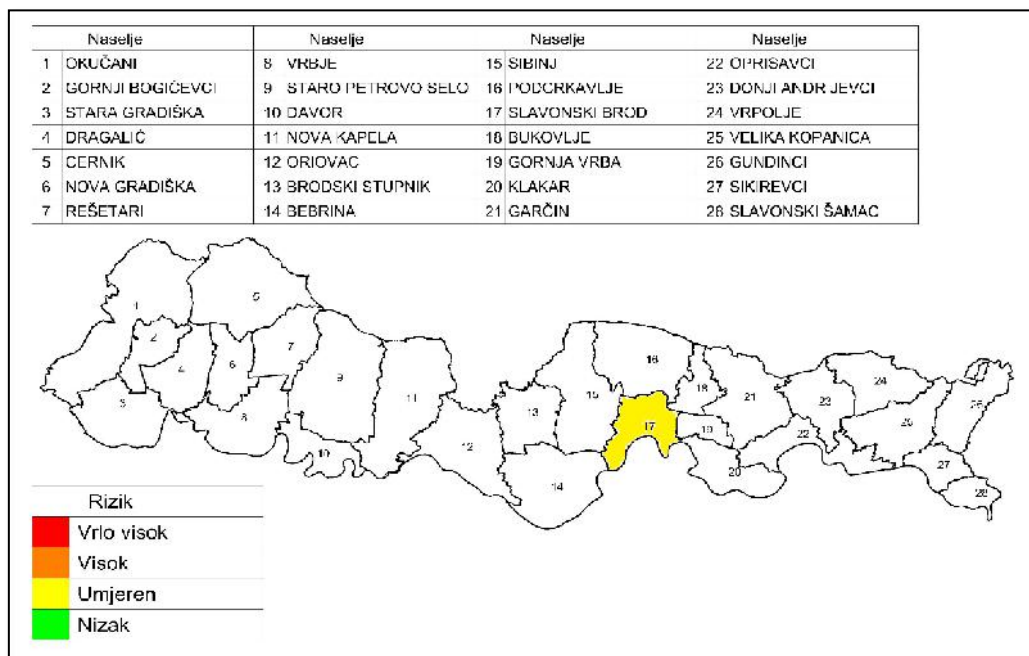 Naselje Naselje Naselje Naselje
1 OKUČANI 8 VRBJE 15 SIBINJ 22 OPRISAVCI
2 GORNJI BOGIĆEVCI 9 STARO PETROVO SELO 16 PODCRKAVLJE 23 DONJI ANDR JEVCI
3 STARA GRADIŠKA 10 DAVOR 17 SLAVONSKI BROD 24 VRPOLJE
4 DRAGALIĆ 11 NOVA KAPELA 18 BUKOVLJE 25 VELIKA KOPANICA
5 CERNIK 12 ORIOVAC 19 GORNJA VRBA 26 GUNDINCI
6 NOVA GRADIŠKA 13 BRODSKI STUPNIK 20 KLAKAR 27 SIKIREVCI
7 REŠETARI 14 BEBRINA 21 GARČIN 28 SLAVONSKI ŠAMAC
1
5
2
7
16
4
6
9
15
18
21
24
3
11
13
23
26
8
17
19
25
10
12
22
14
20
27
28
Rizik
Vrlo visok
Visok
Umjeren
Nizak